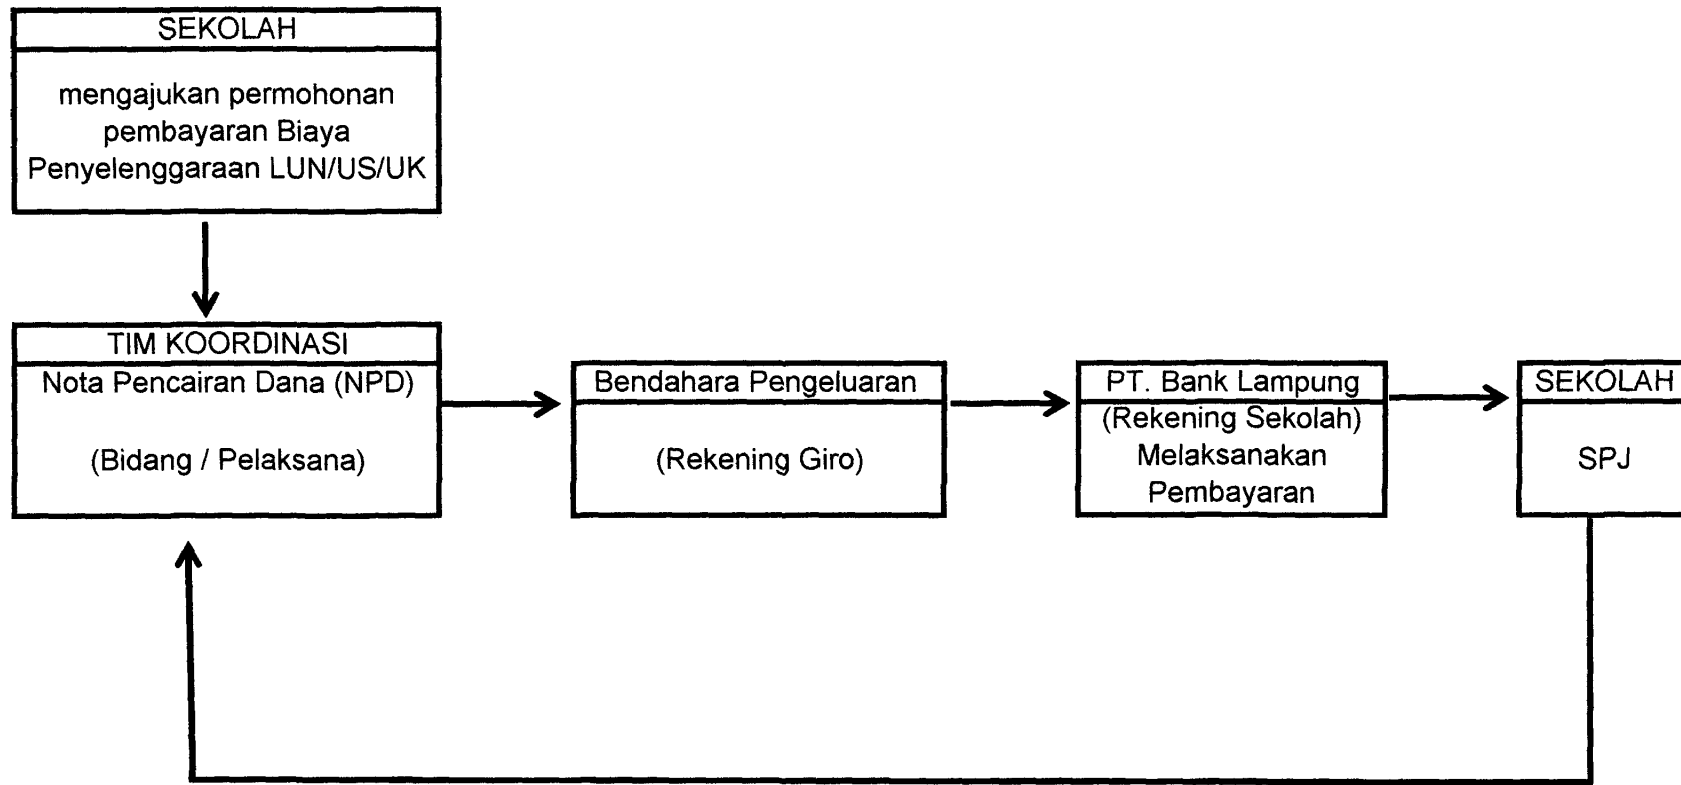 SEKOLAH
mengajukan permohonan
pembayaran Biaya
Penyelenggaraan LUN/US/UK
TIM KOORDINASI
Nota Pencairan Dana (NPD)
(Bidang / Pelaksana)
Bendahara Pengeluaran
(Rekening Giro)
PT. Bank Lampung
(Rekening Sekolah)
Melaksanakan
Pembayaran
SEKOLAH
SPJ